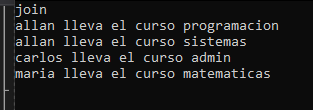 join
allan lleva el curso programacion
allan lleva el curso sistemas
carlos lleva el curso admin
maria lleva el curso matematicas